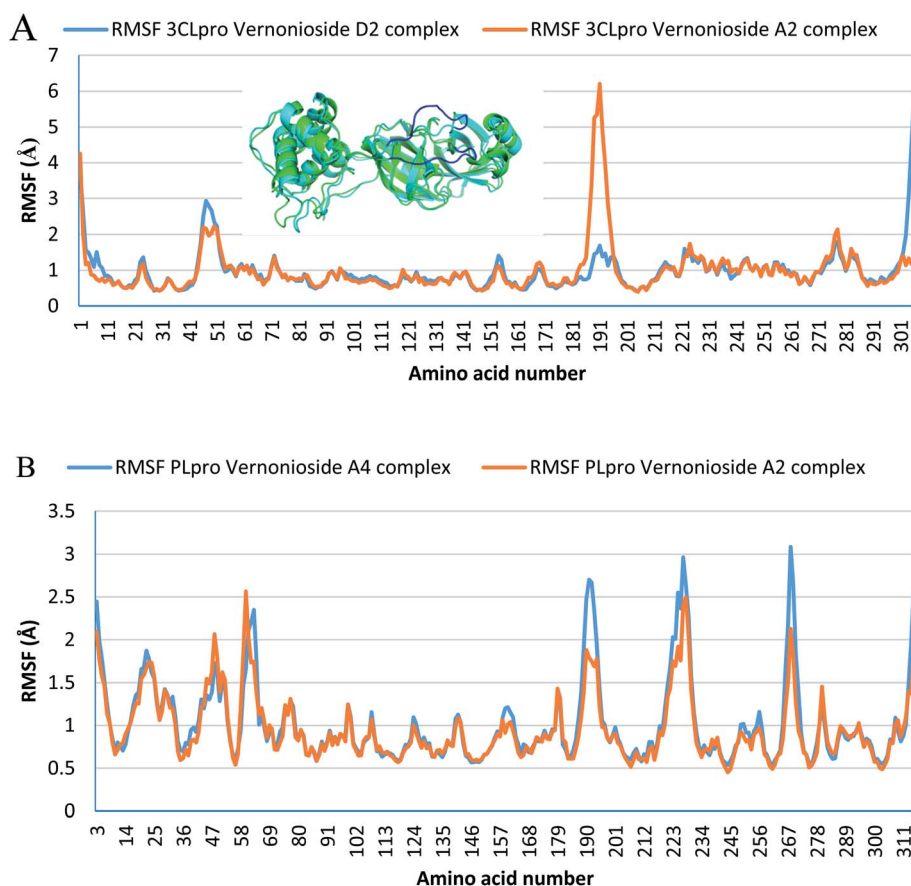 A
RMSF 3CLpro Vernonioside D2 complex RMSF 3CLpro Vernonioside A2 complex
7
6
5
4
3
2
1
0
RMSF (Å)
1 11 21 31 41 51 61 71 81 91 101 111 121 131 141 151 161 171 181 191 201 211 221 231 241 251 261 271 281 291 301
Amino acid number
B
RMSF PLpro Vernonioside A4 complex RMSF PLpro Vernonioside A2 complex
3.5
3
2.5
2
1.5
1
0.5
0
RMSF (Å)
3 14 25 36 47 58 69 80 91 102 113 124 135 146 157 168 179 190 201 212 223 234 245 256 267 278 289 300 311
Amino acid number